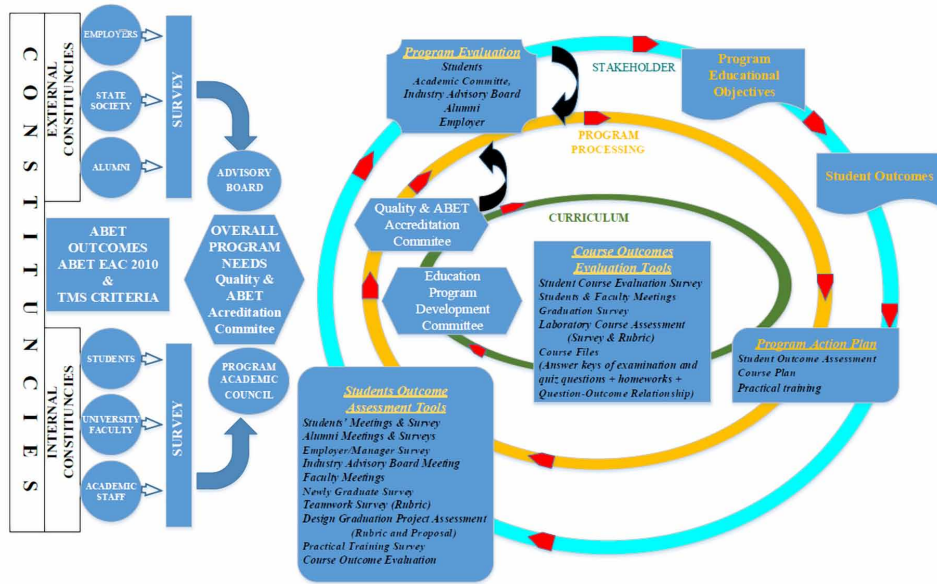 CONSTITUNCIES
EXTERNAL
CONSTITUENCIES
EMPLOYERS
STATE
SOCIETY
ALUMNI
SURVEY
ADVISORY
BOARD
ABET
OUTCOMES
ABET EAC 2010
&
TMS CRITERIA
OVERALL
PROGRAM
NEEDS
Quality &
ABET
Acreditation
Commitee
INTERNAL
CONSTITUENCIES
STUDENTS
UNIVERSITY
FACULTY
ACADEMIC
STAFF
SURVEY
PROGRAM
ACADEMIC
COUNCIL
Program Evaluation
Students
Academic Committe,
Industry Advisory Board
Alumni
Employer
STAKEHOLDER
Program
Educational
Objectives
PROGRAM
PROCESSING
Student Outcomes
Quality & ABET
Accreditation
Commitee
CURRICULUM
Education
Program
Development
Committee
Course Outcomes
Evaluation Tools
Student Course Evaluation Survey
Students & Faculty Meetings
Graduation Survey
Laboratory Course Assessment
(Survey & Rubric)
Course Files
(Answer keys of examination and
quiz questions + homeworks +
Question-Outcome Relationship)
Program Action Plan
Student Outcome Assessment
Course Plan
Practical training
Students Outcome
Assessment Tools
Students' Meetings & Survey
Alumni Meetings & Surveys
Employer/Manager Survey
Industry Advisory Board Meeting
Faculty Meetings
Newly Graduate Survey
Teamwork Survey (Rubric)
Design Graduation Project Assessment
(Rubric and Proposal)
Practical Training Survey
Course Outcome Evaluation